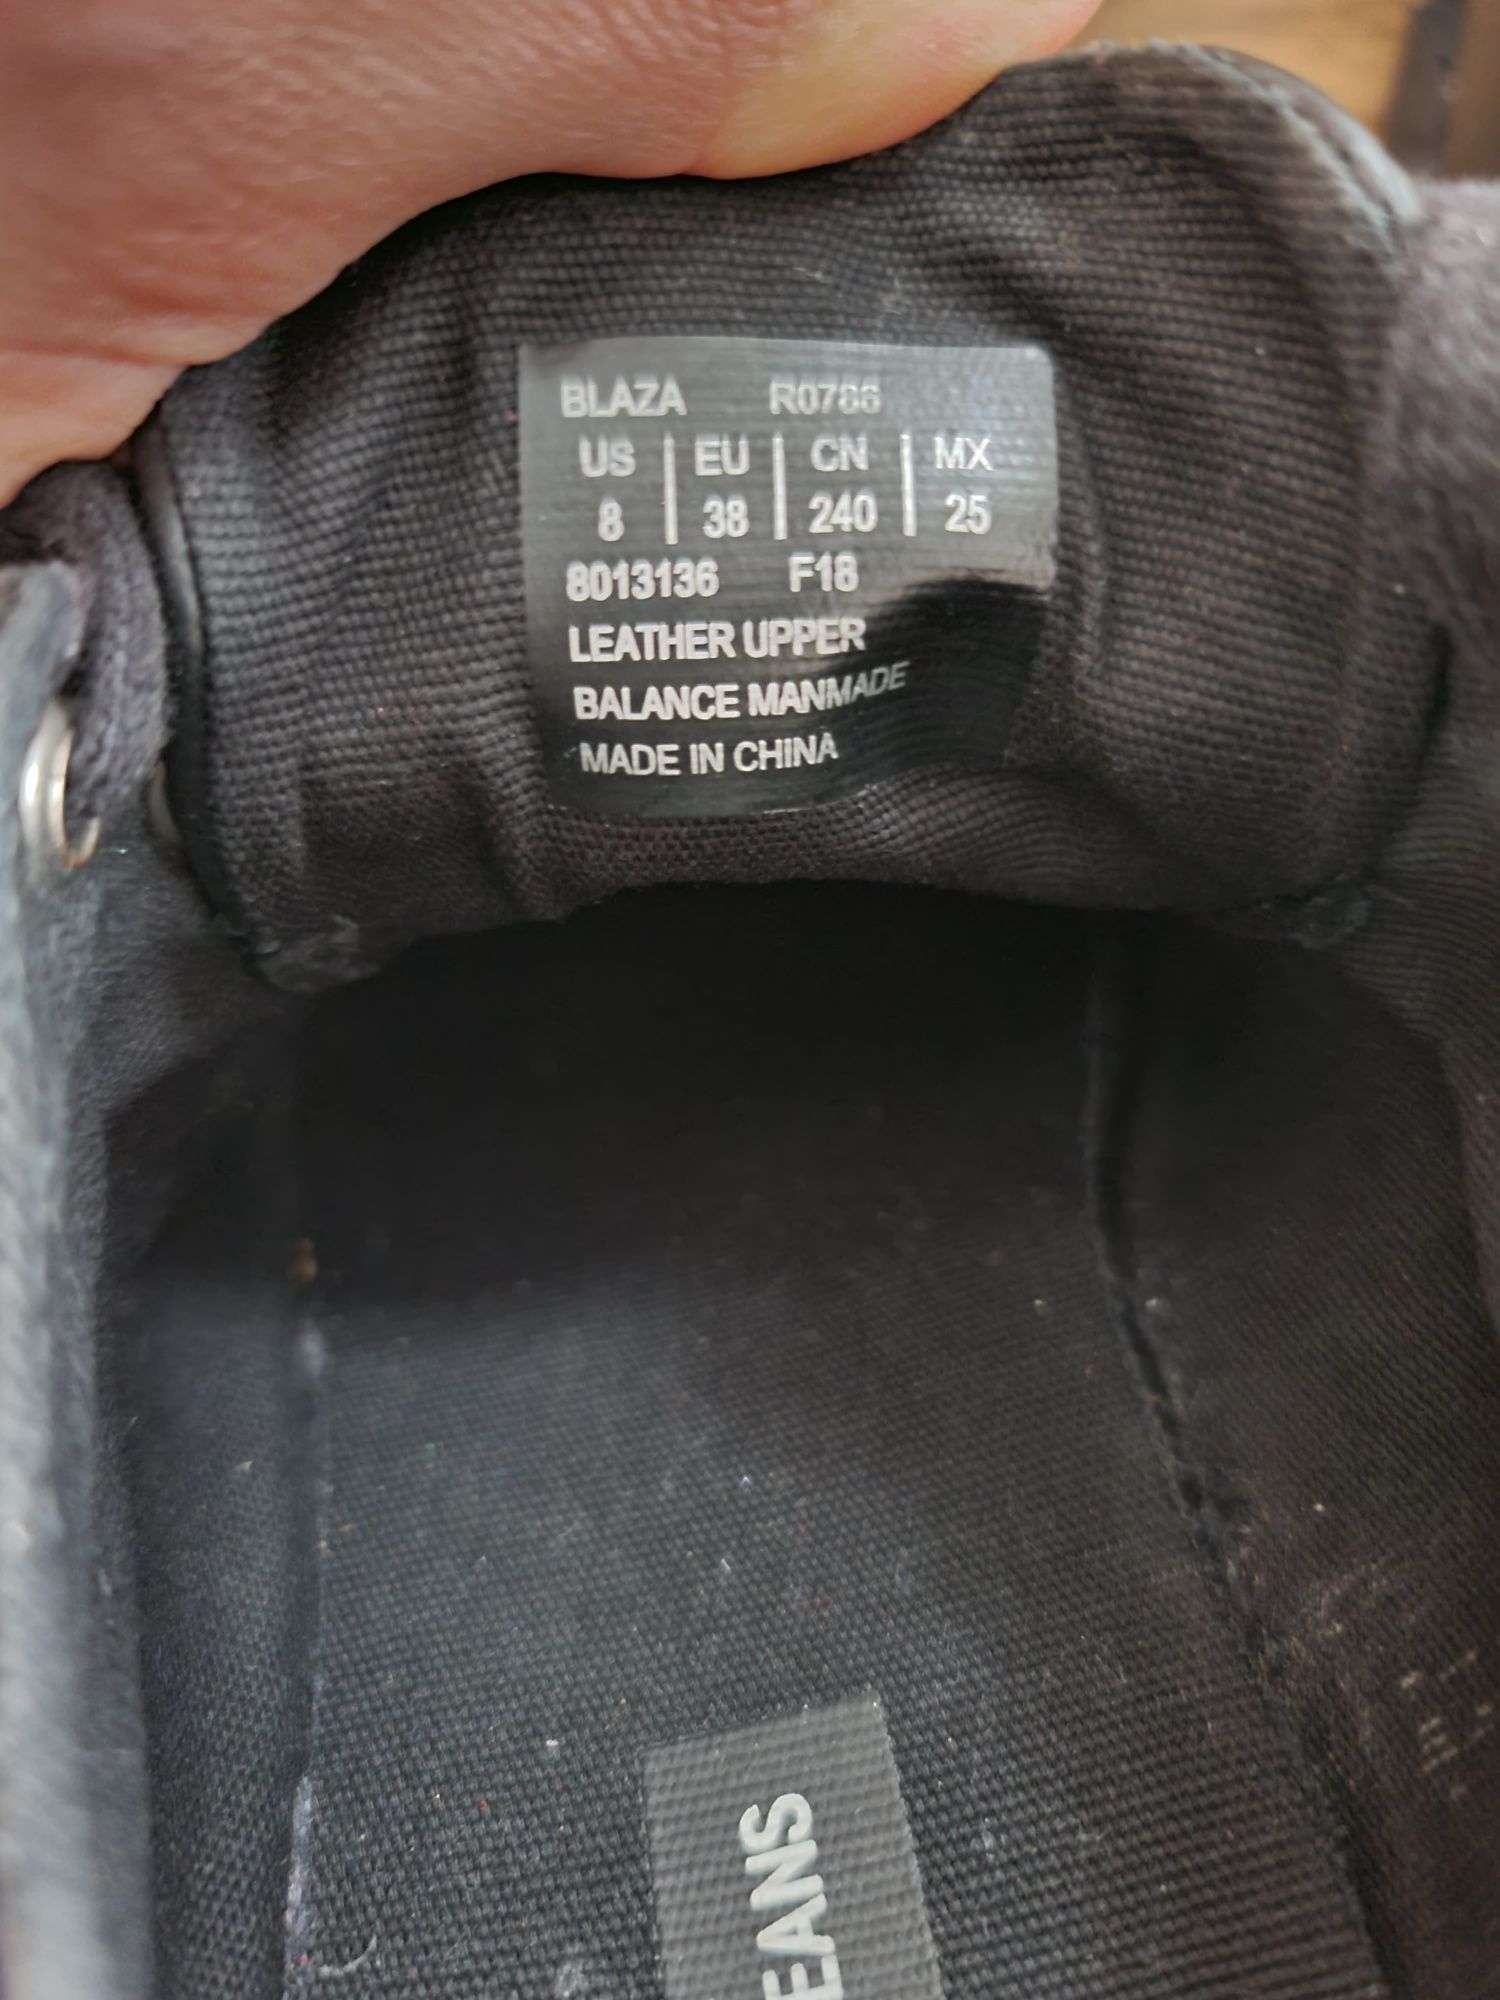 BLAZA R0786
US | EU | CN | MX
8 | 38 | 240 | 25
8013136 F18
LEATHER UPPER
BALANCE MANMADE
MADE IN CHINA
EANS